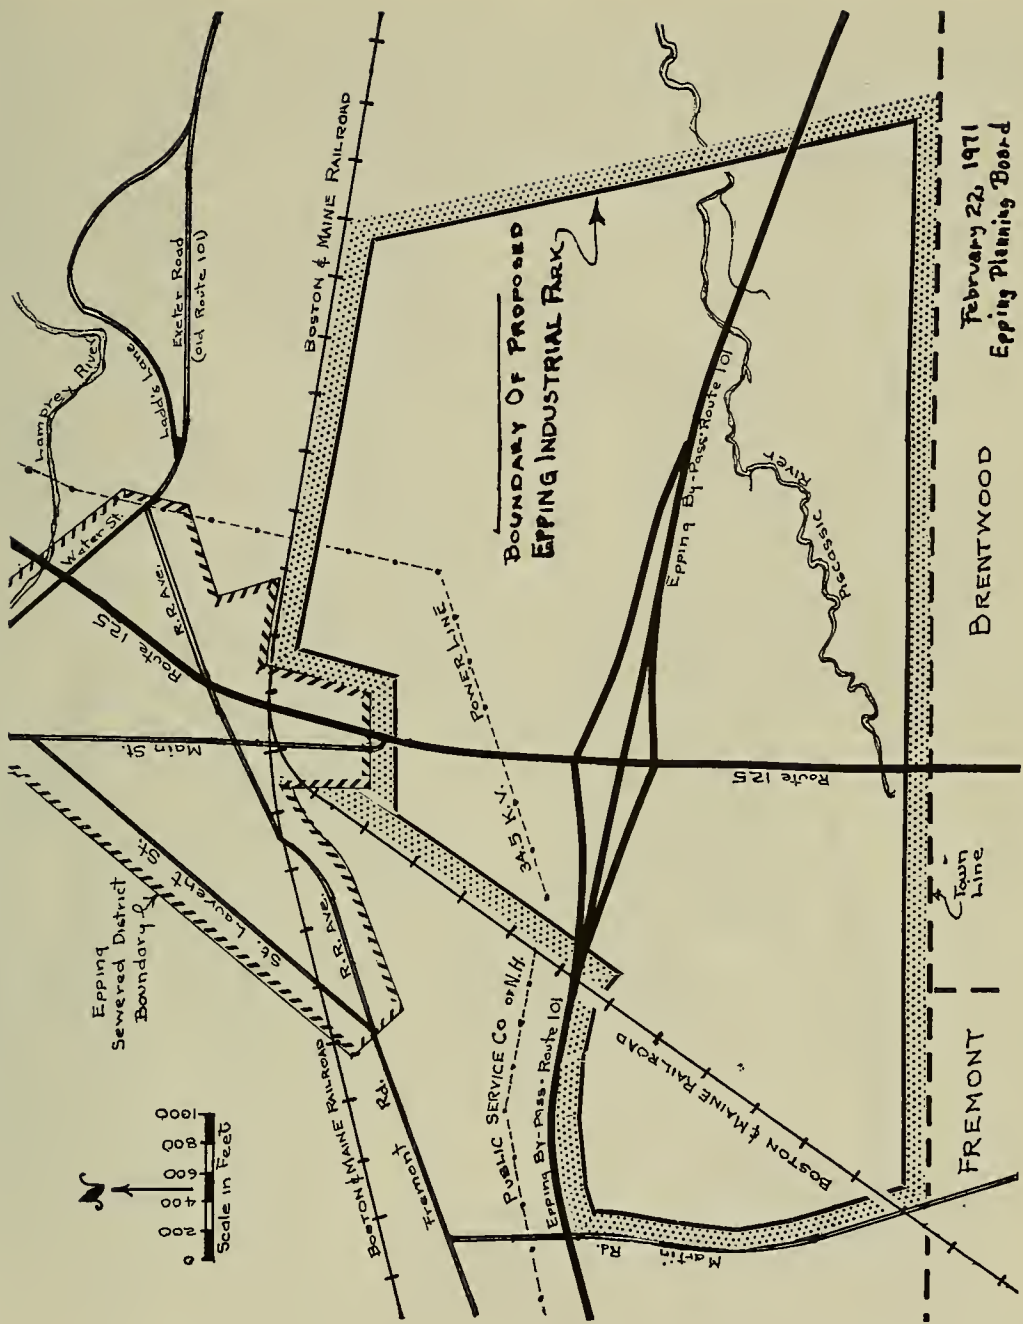 Lamprey River
Ladd's Lane
Exeter Road
(old Route 101)
BOSTON & MAINE RAILROAD
Water St.
R.R. Ave.
Route 125
Main St.
BOUNDARY OF PROPOSED
EPPING INDUSTRIAL PARK
POWER LINE
34.5 K.V.
Epping By-Pass Route 101
Piscassic
River
Route 125
St. Laurent
St.
Epping
Sewered District
Boundary
R.R. Ave.
BOSTON & MAINE RAILROAD
Fremont
Rd.
PUBLIC SERVICE CO OF N.H.
Epping By-Pass - Route 101
BOSTON & MAINE RAILROAD
Martin
Rd.
N
0 200 400 600 800 1000
Scale in Feet
Town
Line
FREMONT
BRENTWOOD
February 22, 1971
Epping Planning Board